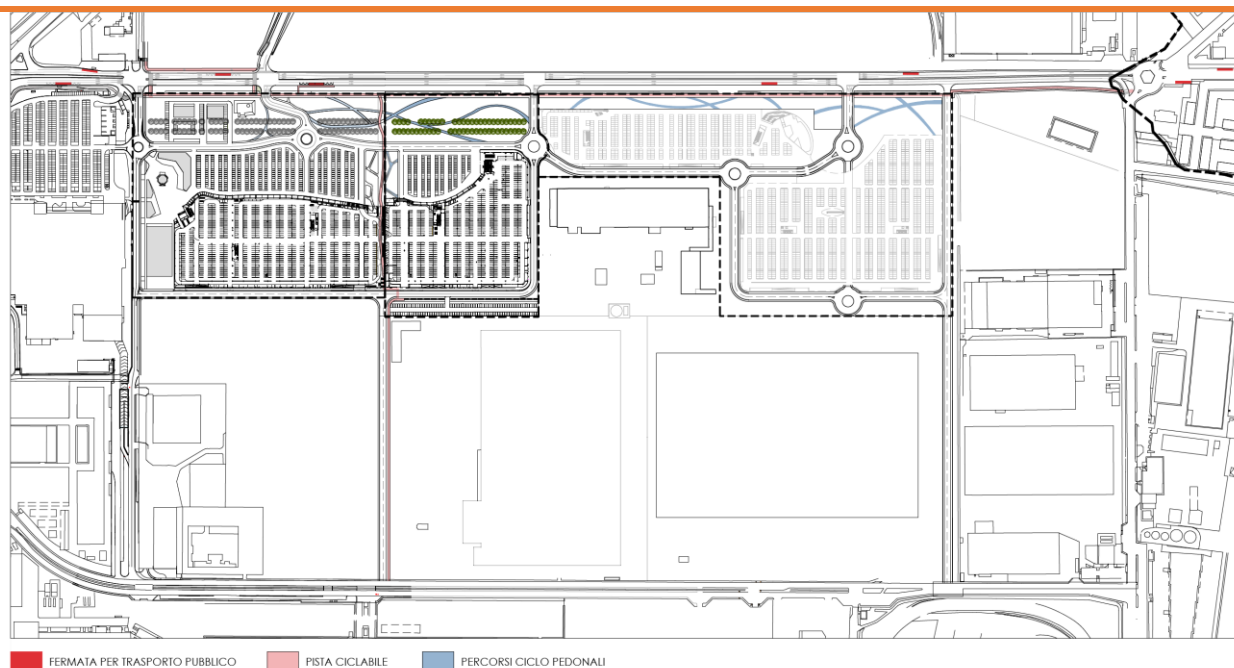 FERMATA PER TRASPORTO PUBBLICO
PISTA CICLABILE
PERCORSI CICLO PEDONALI